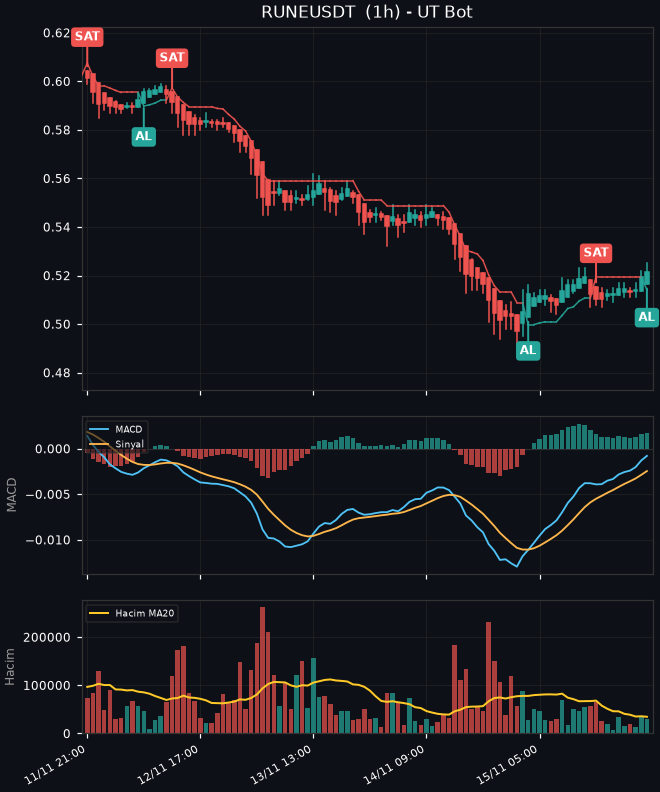 RUNEUSDT (1h) - UT Bot
0.62
0.60
0.58
0.56
0.54
0.52
0.50
0.48
SAT
SAT
AL
SAT
AL
AL
MACD
0.000
−0.005
−0.010
MACD
Sinyal
Hacim
200000
100000
0
Hacim MA20
11/11 21:00
12/11 17:00
13/11 13:00
14/11 09:00
15/11 05:00